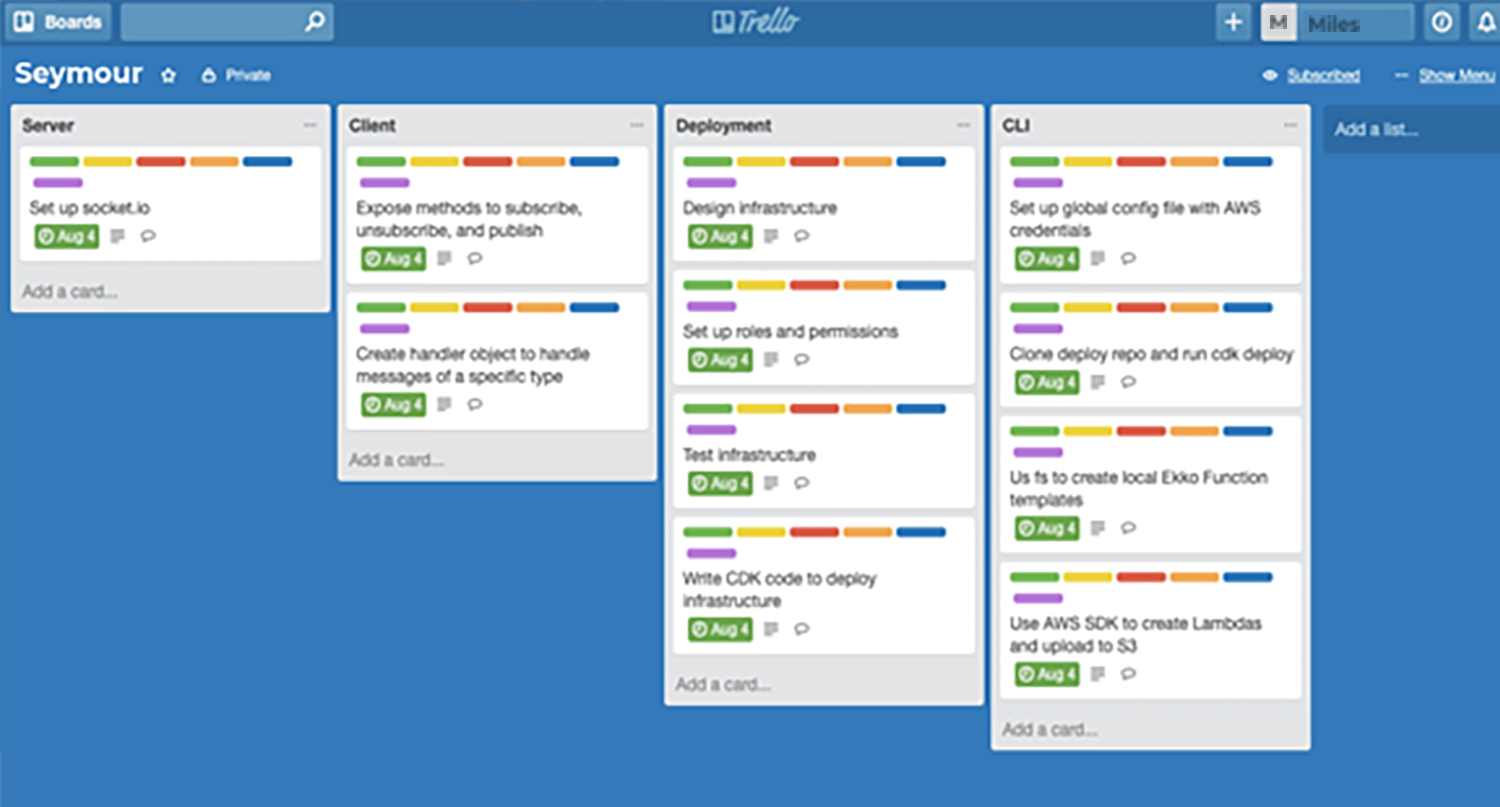 Boards
Trello
M Miles
Seymour
Private
Subscribed
Show Menu
Server
Set up socket.io
Aug 4
Add a card...
Client
Expose methods to subscribe,
unsubscribe, and publish
Aug 4
Create handler object to handle
messages of a specific type
Aug 4
Add a card...
Deployment
Design infrastructure
Aug 4
Set up roles and permissions
Aug 4
Test infrastructure
Aug 4
Write CDK code to deploy
infrastructure
Aug 4
Add a card...
CLI
Set up global config file with AWS
credentials
Aug 4
Clone deploy repo and run cdk deploy
Aug 4
Us fs to create local Ekko Function
templates
Aug 4
Use AWS SDK to create Lambdas
and upload to S3
Aug 4
Add a card...
Add a list...